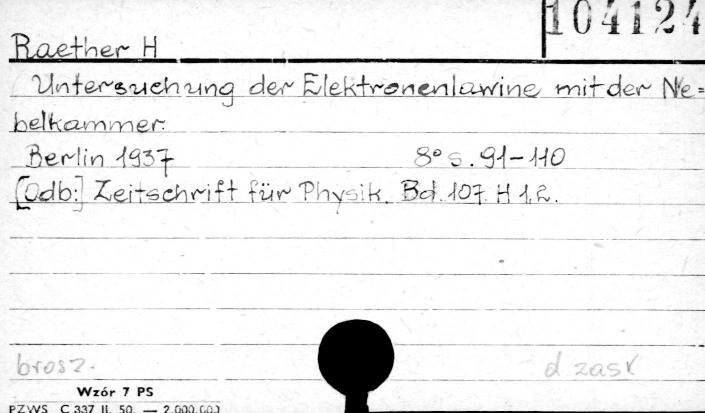 104124
Raether H
Untersuchung der Elektronenlawine mit der Ne=
belkammer.
Berlin 1937 8° s. 91-110
[Odb:] Zeitschrift für Physik. Bd. 107. H 1,2.
brosz. d zask
Wzór 7 PS
PZWS C 337 II. 50. — 2.000.000